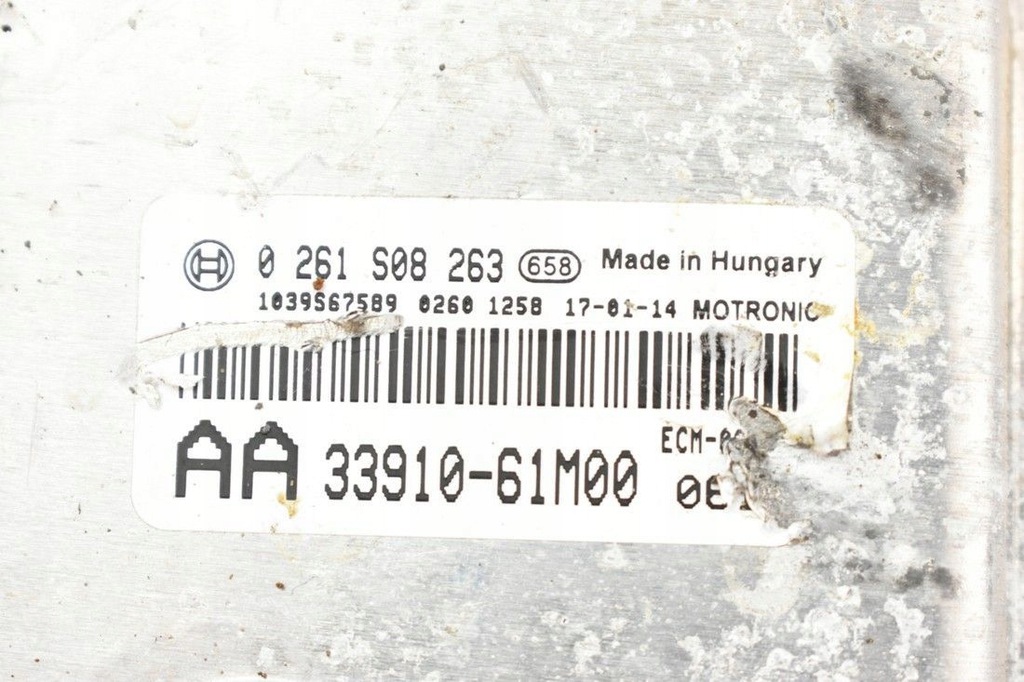 0 261 S08 263 658 Made in Hungary
1039S67589 0260 1258 17-01-14 MOTRONIC
AA 33910-61M00